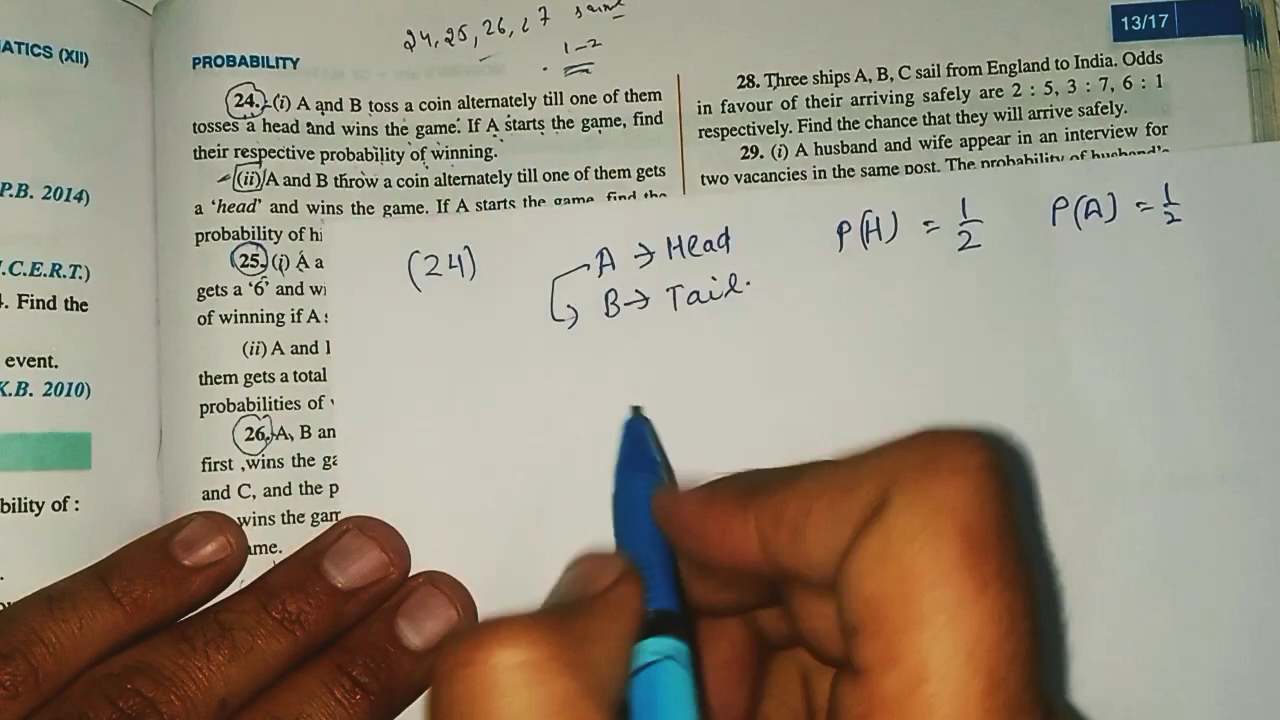 ATICS (XII)
P.B. 2014)
.C.E.R.T.)
. Find the
event.
K.B. 2010)
bility of :
24, 25, 26, 27 same
1-2
PROBABILITY
24. (i) A and B toss a coin alternately till one of them
tosses a head and wins the game. If A starts the game, find
their respective probability of winning.
(ii) A and B throw a coin alternately till one of them gets
a 'head' and wins the game. If A starts the game, find the
probability of hi
25. (i) A a
gets a '6' and wi
of winning if A s
(ii) A and
them gets a total
probabilities of
26. A, B an
first ,wins the ga
and C, and the p
wins the gam
ame.
13/17
28. Three ships A, B, C sail from England to India. Odds
in favour of their arriving safely are 2 : 5, 3 : 7, 6 : 1
respectively. Find the chance that they will arrive safely.
29. (i) A husband and wife appear in an interview for
two vacancies in the same post. The probability of husband's
(24)
A → Head
B → Tail.
P(H) = 1/2
P(A) = 1/2